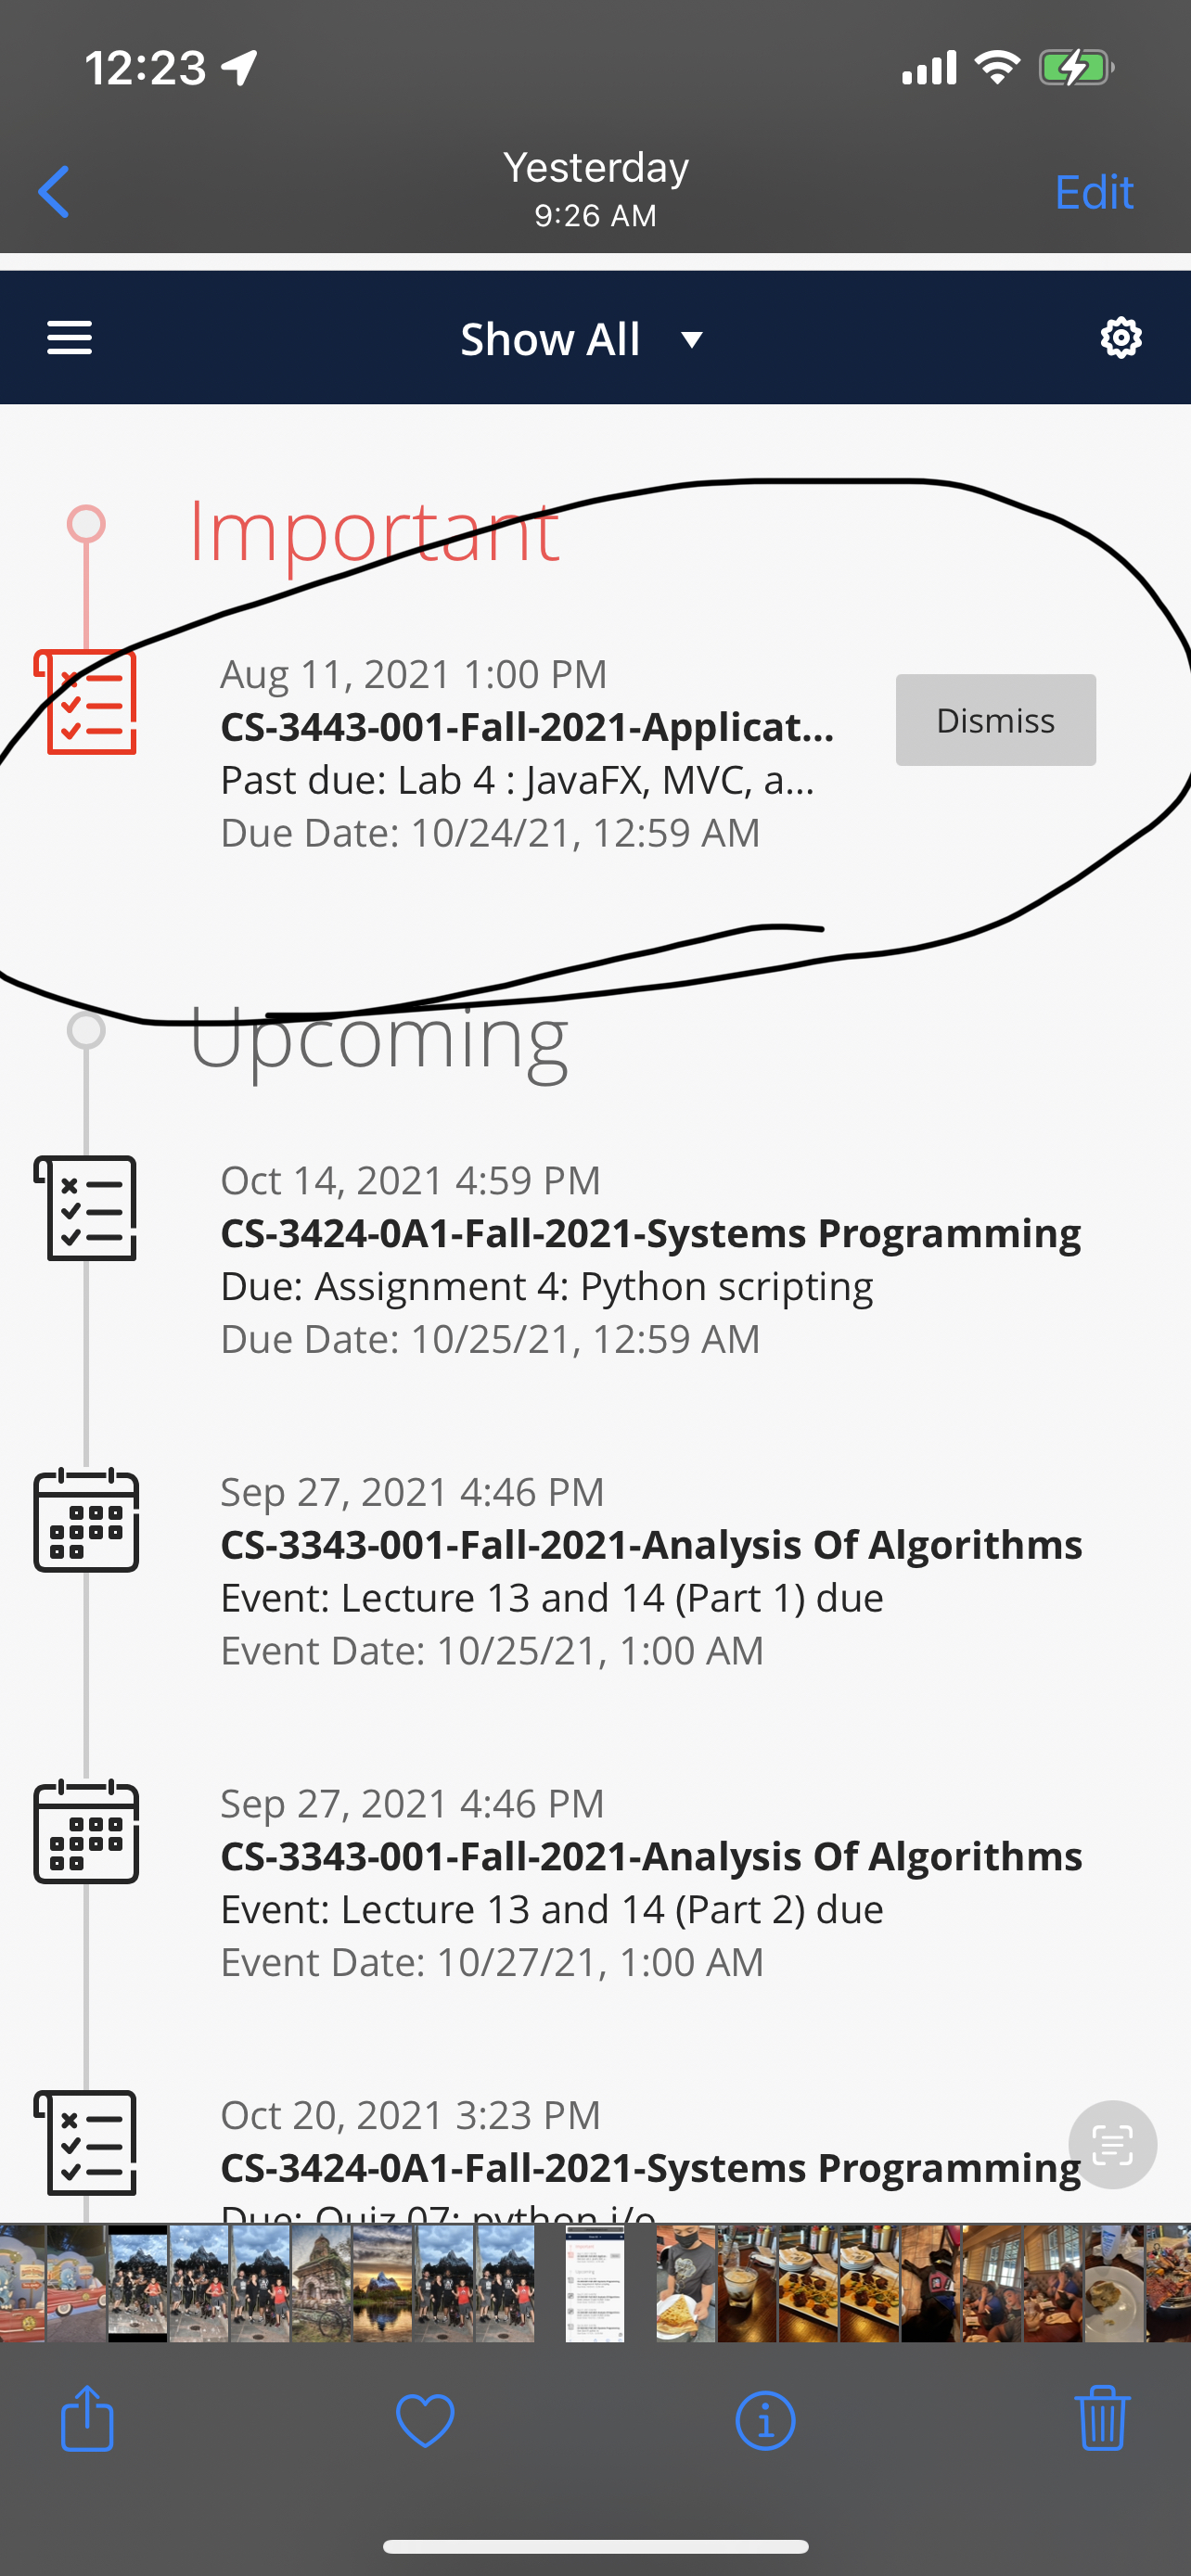 12:23
Yesterday
9:26 AM
Edit
Show All
Important
Aug 11, 2021 1:00 PM
CS-3443-001-Fall-2021-Applicat...
Past due: Lab 4 : JavaFX, MVC, a...
Due Date: 10/24/21, 12:59 AM
Dismiss
Upcoming
Oct 14, 2021 4:59 PM
CS-3424-0A1-Fall-2021-Systems Programming
Due: Assignment 4: Python scripting
Due Date: 10/25/21, 12:59 AM
Sep 27, 2021 4:46 PM
CS-3343-001-Fall-2021-Analysis Of Algorithms
Event: Lecture 13 and 14 (Part 1) due
Event Date: 10/25/21, 1:00 AM
Sep 27, 2021 4:46 PM
CS-3343-001-Fall-2021-Analysis Of Algorithms
Event: Lecture 13 and 14 (Part 2) due
Event Date: 10/27/21, 1:00 AM
Oct 20, 2021 3:23 PM
CS-3424-0A1-Fall-2021-Systems Programming
Due: Quiz 07: python i/o